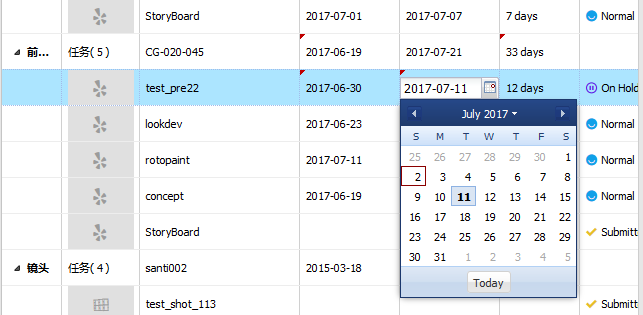 StoryBoard 2017-07-01 2017-07-07 7 days Normal
前... 任务( 5 ) CG-020-045 2017-06-19 2017-07-21 33 days
test_pre22 2017-06-30 2017-07-11 12 days On Hold
lookdev 2017-06-23 Normal
rotopaint 2017-07-11 Normal
concept 2017-06-19 Normal
StoryBoard Submitt
镜头 任务( 4 ) santi002 2015-03-18
test_shot_113 Submitt
July 2017
S M T W T F S
25 26 27 28 29 30 1
2 3 4 5 6 7 8
9 10 11 12 13 14 15
16 17 18 19 20 21 22
23 24 25 26 27 28 29
30 31 1 2 3 4 5
Today